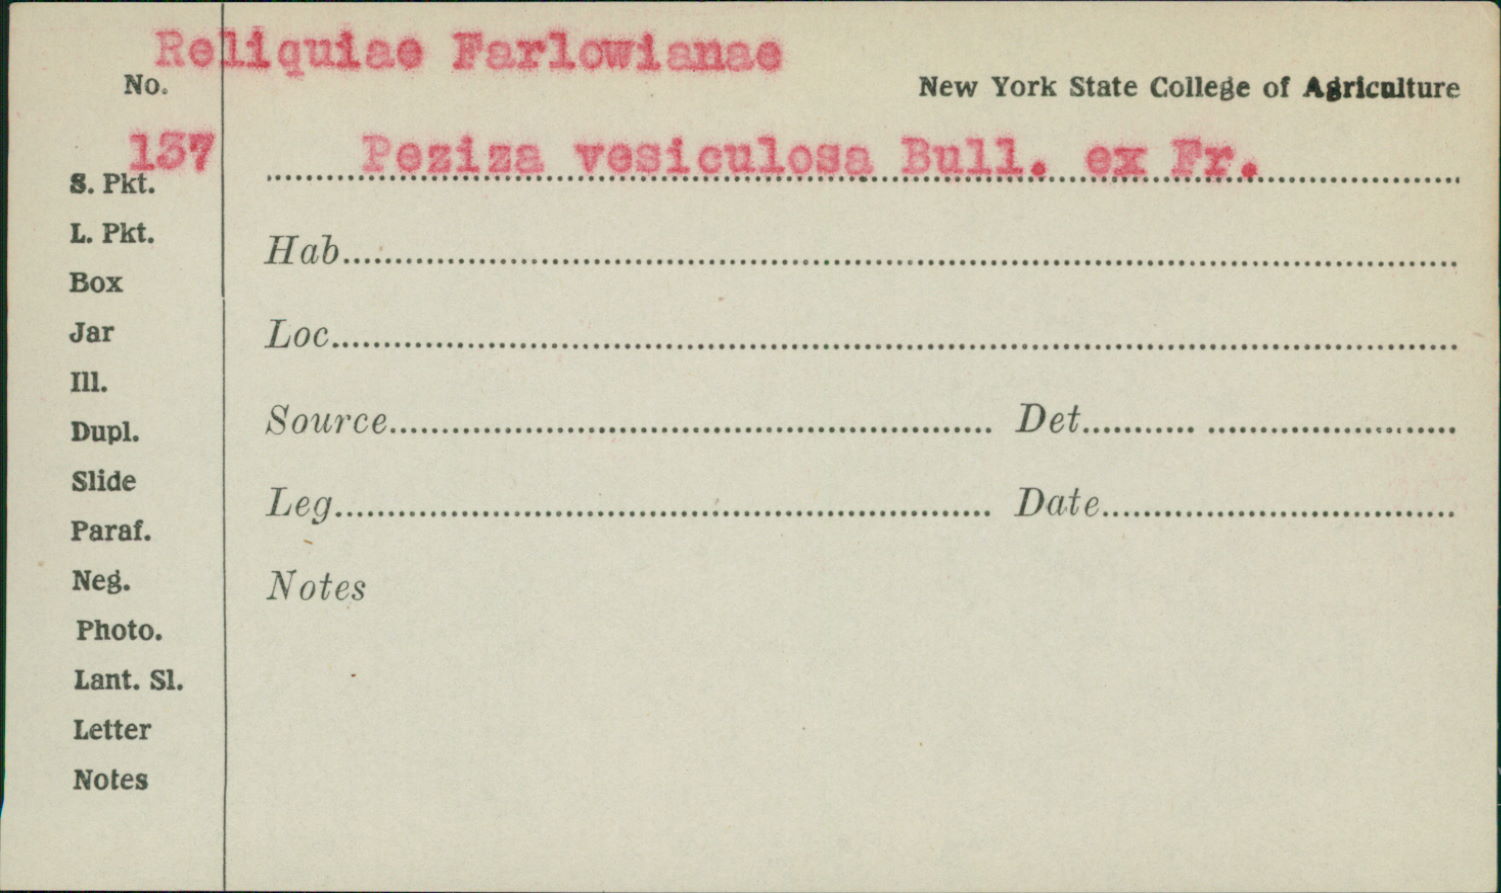 Reliquiae Farlowianae
No.
New York State College of Agriculture
137
Peziza vesiculosa Bull. ex Fr.
S. Pkt.
L. Pkt.
Hab
Box
Jar
Loc
Ill.
Dupl.
Source Det
Slide
Leg Date
Paraf.
Neg.
Notes
Photo.
Lant. Sl.
Letter
Notes